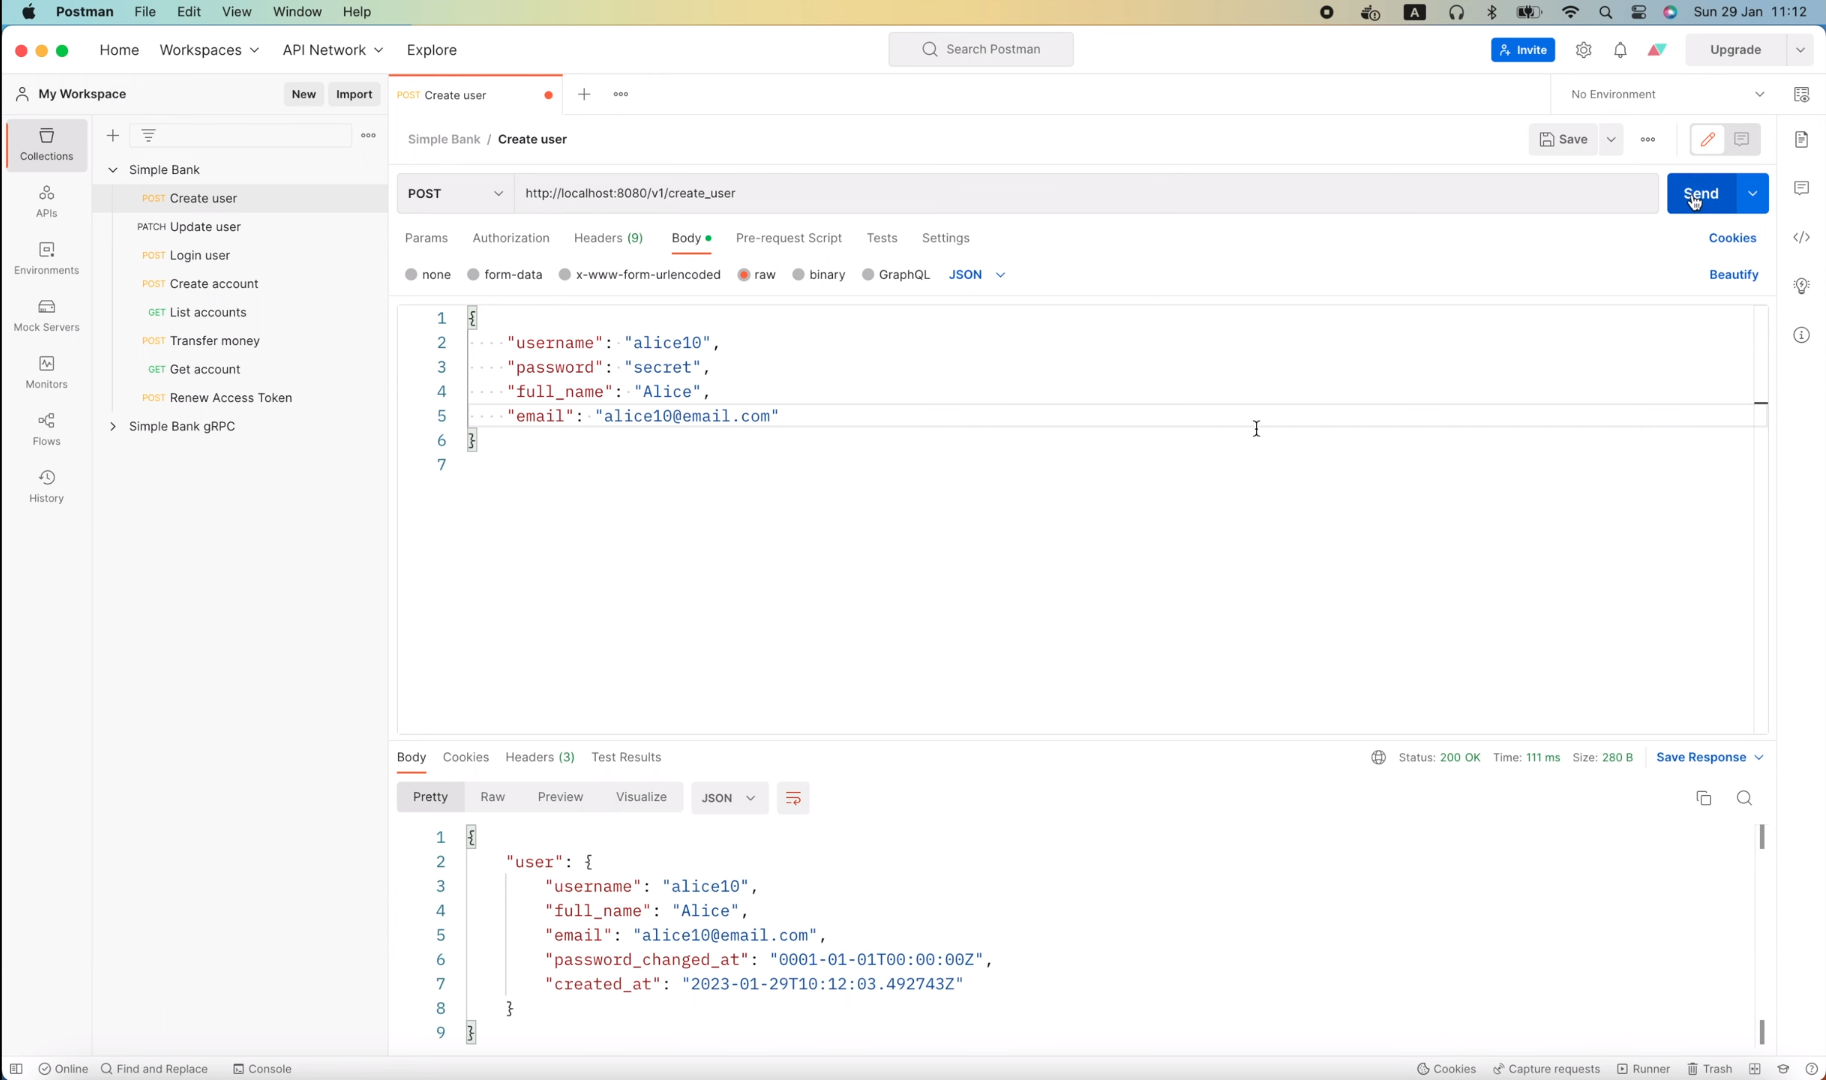 Postman File Edit View Window Help A Sun 29 Jan 11:12
Home Workspaces API Network Explore Search Postman Invite Upgrade
My Workspace New Import POST Create user No Environment
Simple Bank / Create user Save
Collections
APIs
Environments
Mock Servers
Monitors
Flows
History
Simple Bank
POST Create user
PATCH Update user
POST Login user
POST Create account
GET List accounts
POST Transfer money
GET Get account
POST Renew Access Token
Simple Bank gRPC
POST http://localhost:8080/v1/create_user Send
Params Authorization Headers (9) Body Pre-request Script Tests Settings Cookies
none form-data x-www-form-urlencoded raw binary GraphQL JSON Beautify
1 {
2 "username": "alice10",
3 "password": "secret",
4 "full_name": "Alice",
5 "email": "alice10@email.com"
6 }
7
Body Cookies Headers (3) Test Results Status: 200 OK Time: 111 ms Size: 280 B Save Response
Pretty Raw Preview Visualize JSON
1 {
2 "user": {
3 "username": "alice10",
4 "full_name": "Alice",
5 "email": "alice10@email.com",
6 "password_changed_at": "0001-01-01T00:00:00Z",
7 "created_at": "2023-01-29T10:12:03.492743Z"
8 }
9 }
Online Find and Replace Console Cookies Capture requests Runner Trash